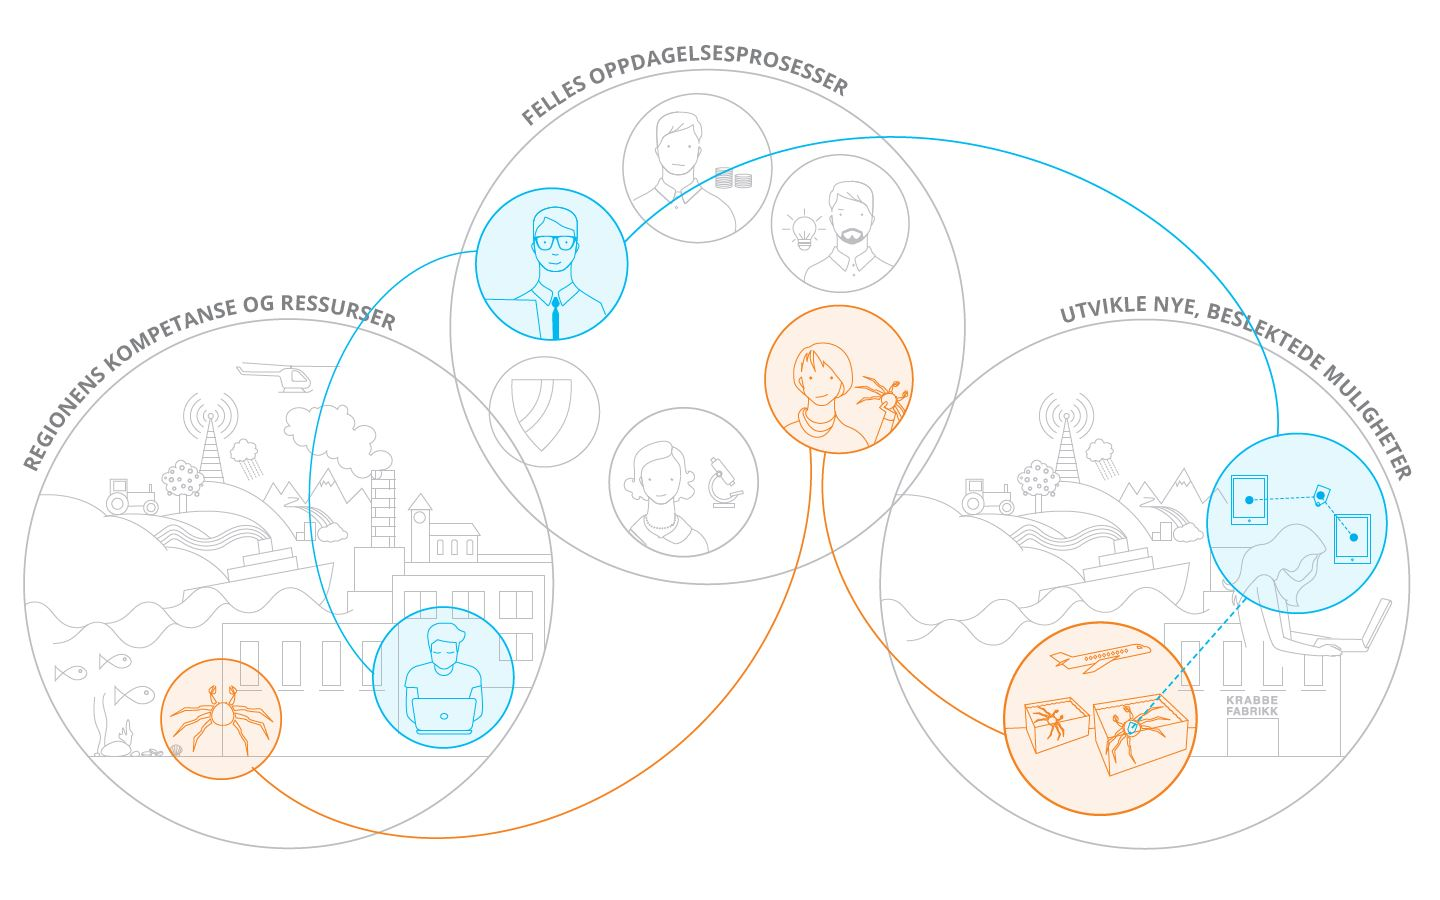 FELLES OPPDAGELSESPROSESSER
REGIONENS KOMPETANSE OG RESSURSER
UTVIKLE NYE, BESLEKTEDE MULIGHETER
KRABBE
FABRIKK